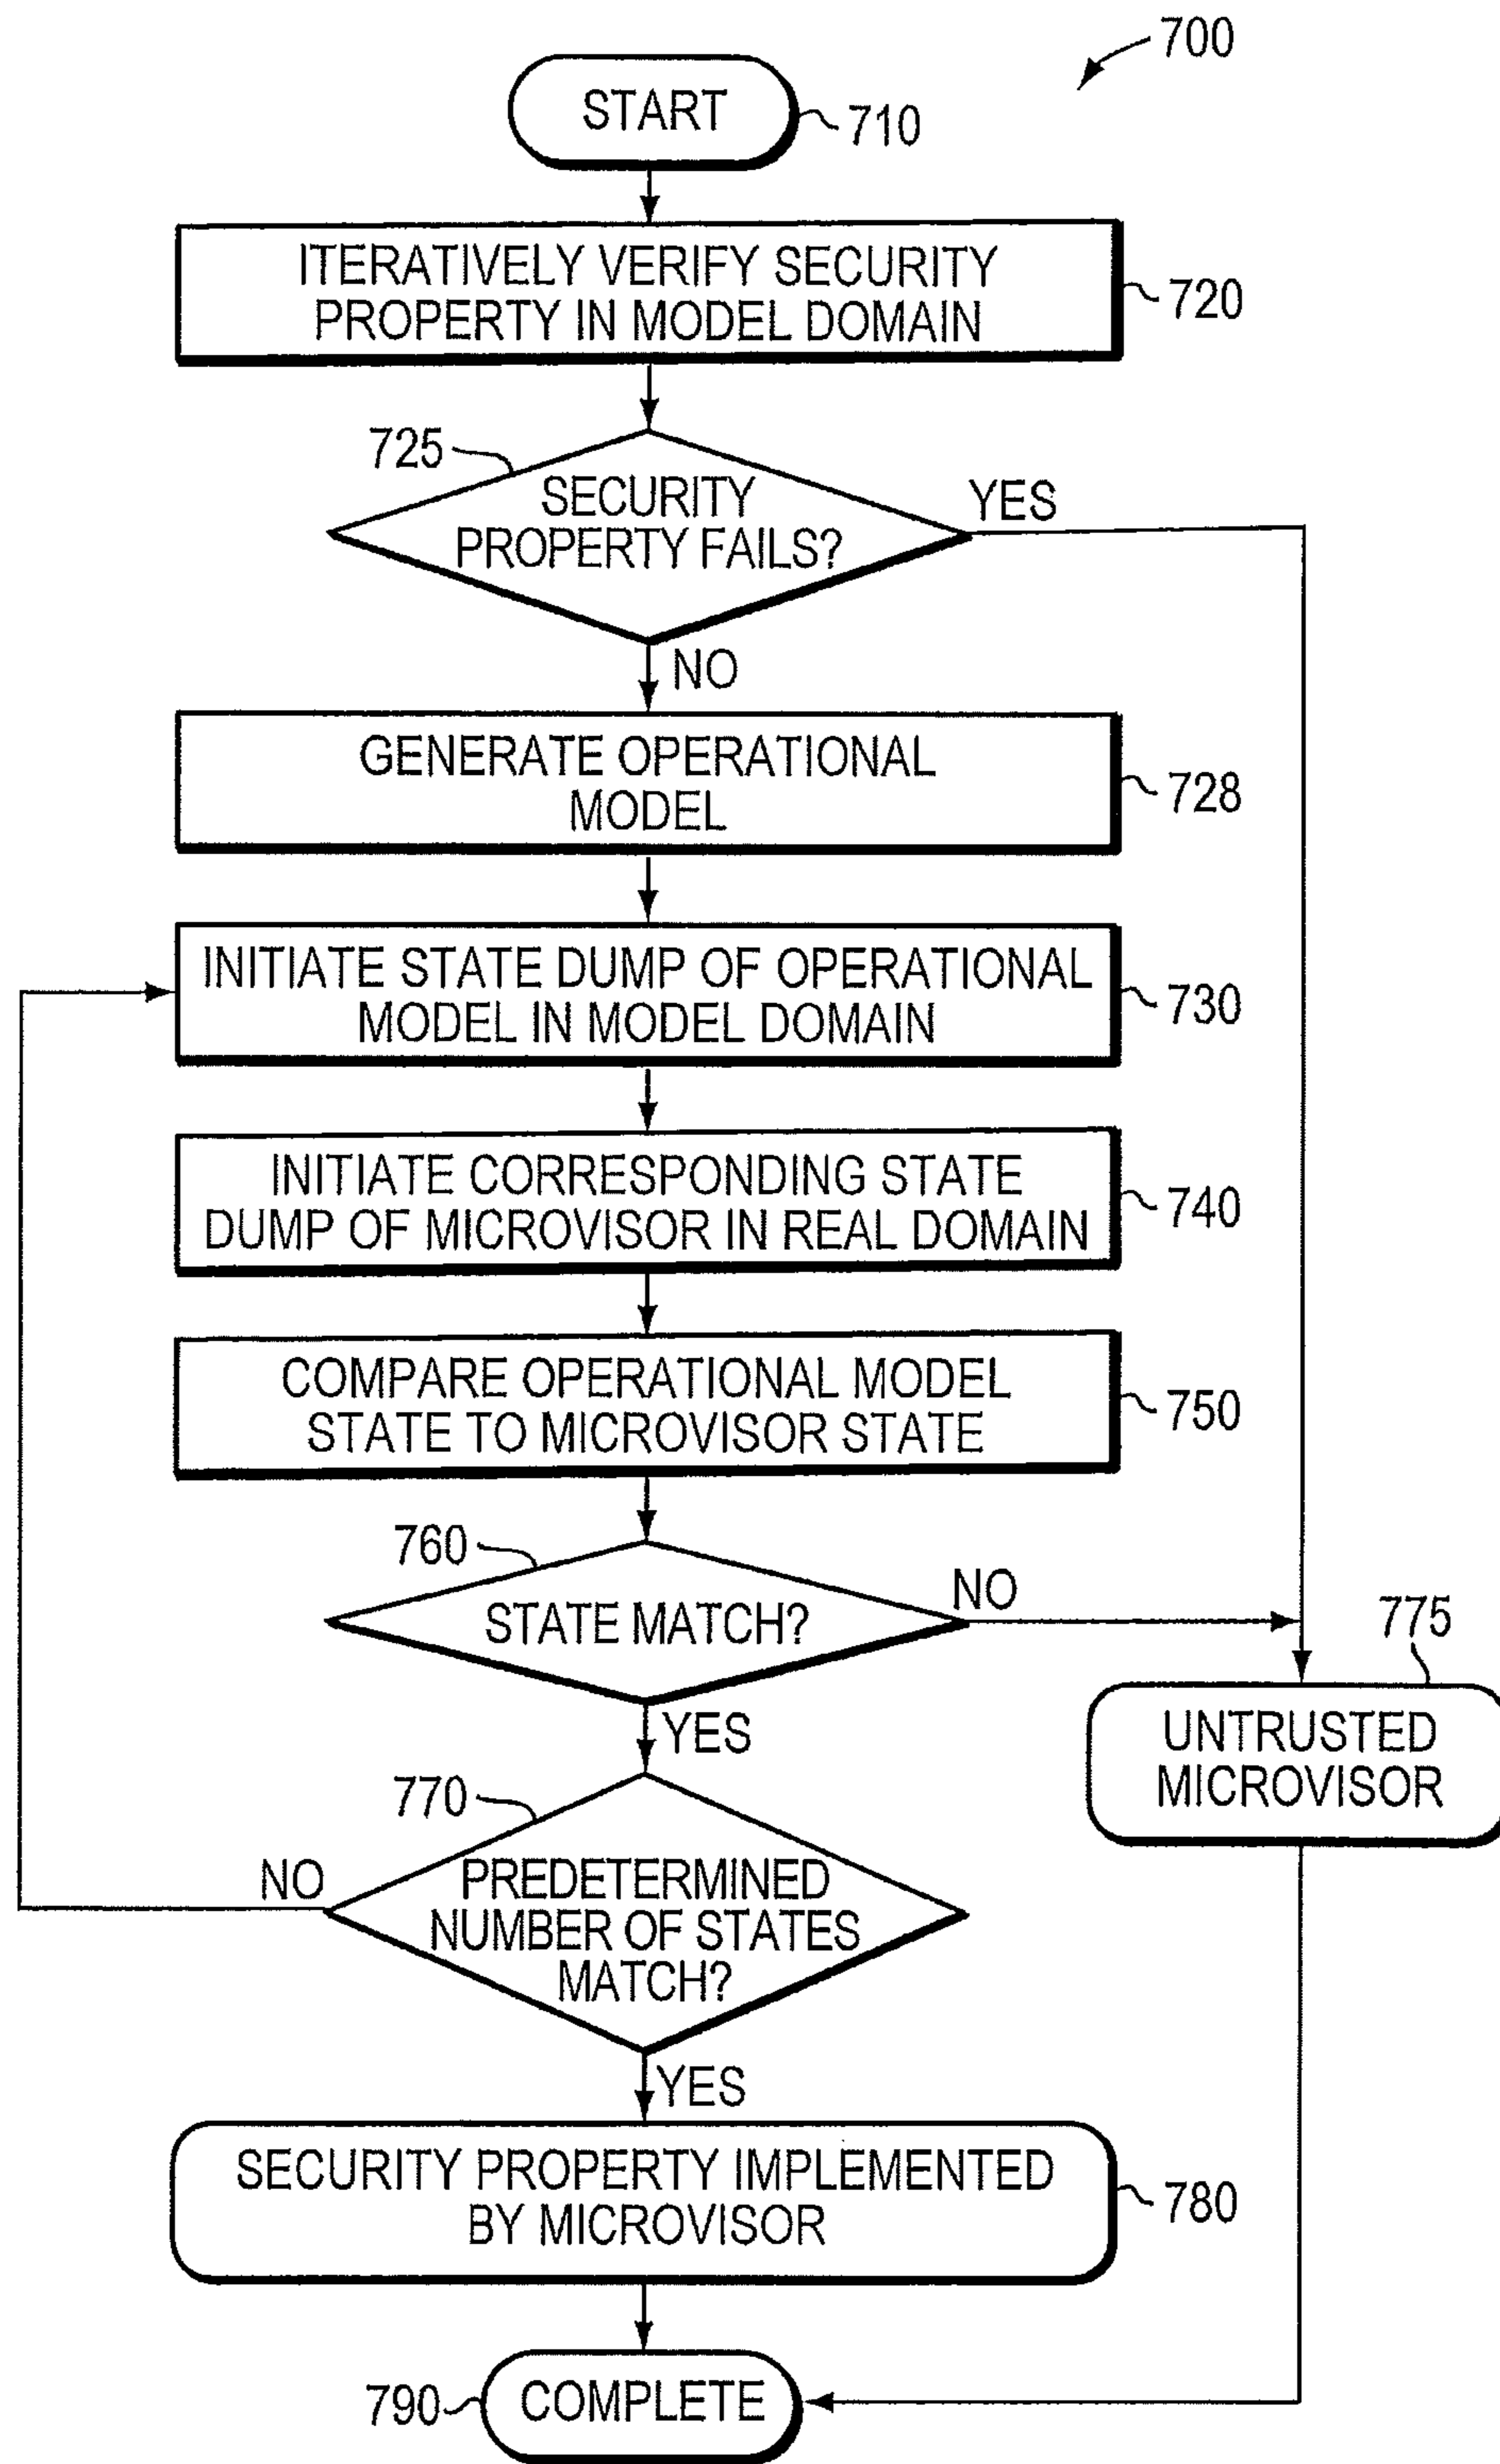 700
START
710
ITERATIVELY VERIFY SECURITY
PROPERTY IN MODEL DOMAIN
720
725
SECURITY
PROPERTY FAILS?
YES
NO
GENERATE OPERATIONAL
MODEL
728
INITIATE STATE DUMP OF OPERATIONAL
MODEL IN MODEL DOMAIN
730
INITIATE CORRESPONDING STATE
DUMP OF MICROVISOR IN REAL DOMAIN
740
COMPARE OPERATIONAL MODEL
STATE TO MICROVISOR STATE
750
760
STATE MATCH?
NO
YES
775
UNTRUSTED
MICROVISOR
770
NO
PREDETERMINED
NUMBER OF STATES
MATCH?
YES
SECURITY PROPERTY IMPLEMENTED
BY MICROVISOR
780
790
COMPLETE